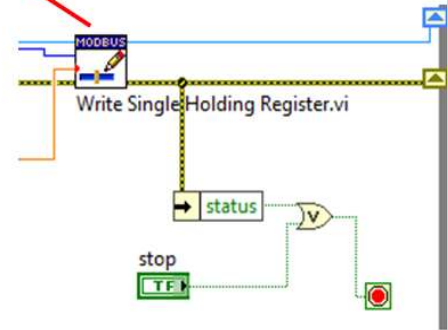 MODBUS
Write Single Holding Register.vi
status
V
stop
TF